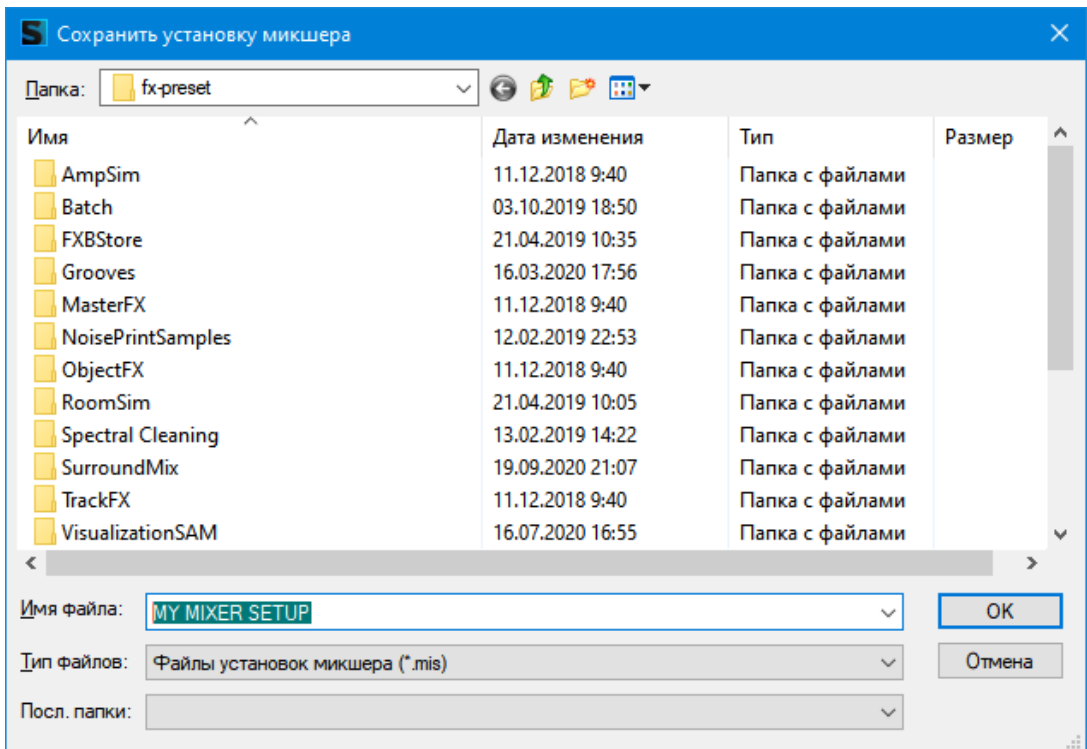 Сохранить установку микшера
Папка: fx-preset
Имя Дата изменения Тип Размер
AmpSim 11.12.2018 9:40 Папка с файлами
Batch 03.10.2019 18:50 Папка с файлами
FXBStore 21.04.2019 10:35 Папка с файлами
Grooves 16.03.2020 17:56 Папка с файлами
MasterFX 11.12.2018 9:40 Папка с файлами
NoisePrintSamples 12.02.2019 22:53 Папка с файлами
ObjectFX 11.12.2018 9:40 Папка с файлами
RoomSim 21.04.2019 10:05 Папка с файлами
Spectral Cleaning 13.02.2019 14:22 Папка с файлами
SurroundMix 19.09.2020 21:07 Папка с файлами
TrackFX 11.12.2018 9:40 Папка с файлами
VisualizationSAM 16.07.2020 16:55 Папка с файлами
Имя файла: MY MIXER SETUP OK
Тип файлов: Файлы установок микшера (*.mis) Отмена
Посл. папки: